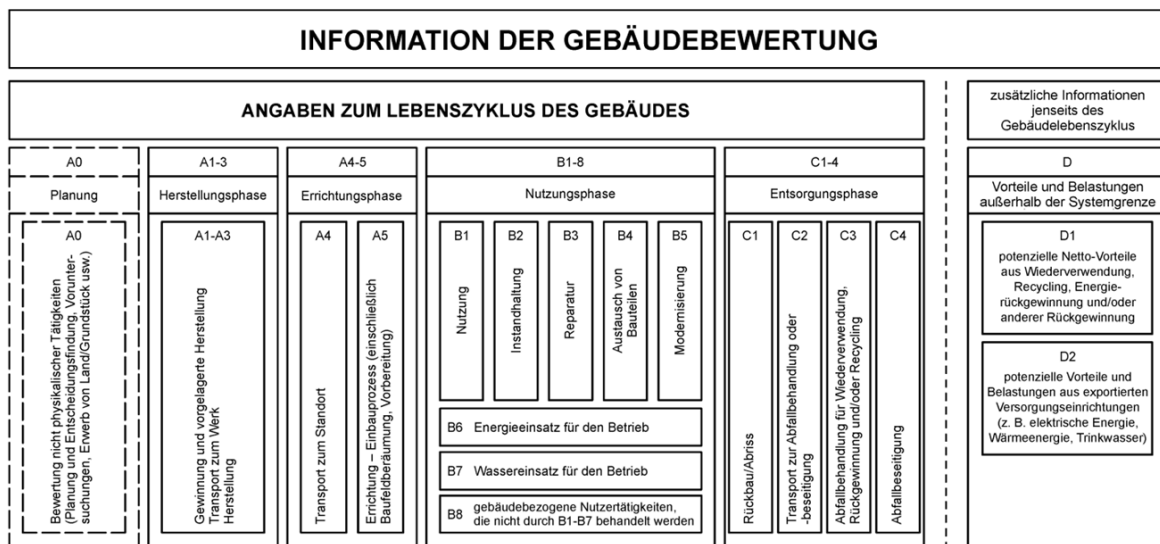 INFORMATION DER GEBÄUDEBEWERTUNG
ANGABEN ZUM LEBENSZYKLUS DES GEBÄUDES
zusätzliche Informationen
jenseits des
Gebäudelebenszyklus
A0
Planung
A0
Bewertung nicht physikalischer Tätigkeiten
(Planung und Entscheidungsfindung, Vorunter-
suchungen, Erwerb von Land/Grundstück usw.)
A1-3
Herstellungsphase
A1-A3
Gewinnung und vorgelagerte Herstellung
Transport zum Werk
Herstellung
A4-5
Errichtungsphase
A4
Transport zum Standort
A5
Errichtung – Einbauprozess (einschließlich
Baufeldberäumung, Vorbereitung)
B1-8
Nutzungsphase
B1
Nutzung
B2
Instandhaltung
B3
Reparatur
B4
Austausch von
Bauteilen
B5
Modernisierung
B6 Energieeinsatz für den Betrieb
B7 Wassereinsatz für den Betrieb
B8 gebäudebezogene Nutzertätigkeiten,
die nicht durch B1-B7 behandelt werden
C1-4
Entsorgungsphase
C1
Rückbau/Abriss
C2
Transport zur Abfallbehandlung oder
-beseitigung
C3
Abfallbehandlung für Wiederverwendung,
Rückgewinnung und/oder Recycling
C4
Abfallbeseitigung
D
Vorteile und Belastungen
außerhalb der Systemgrenze
D1
potenzielle Netto-Vorteile
aus Wiederverwendung,
Recycling, Energie-
rückgewinnung und/oder
anderer Rückgewinnung
D2
potenzielle Vorteile und
Belastungen aus exportierten
Versorgungseinrichtungen
(z. B. elektrische Energie,
Wärmeenergie, Trinkwasser)